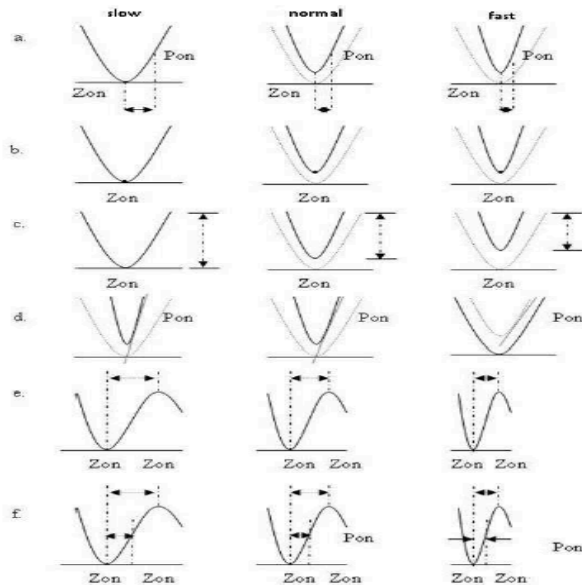 slow normal fast
a. Pon Pon Pon
Zon Zon Zon
b.
Zon Zon Zon
c.
Zon Zon Zon
d. Pon Pon Pon
e.
Zon Zon Zon Zon Zon Zon
f. Pon Pon
Zon Zon Zon Zon Zon Zon